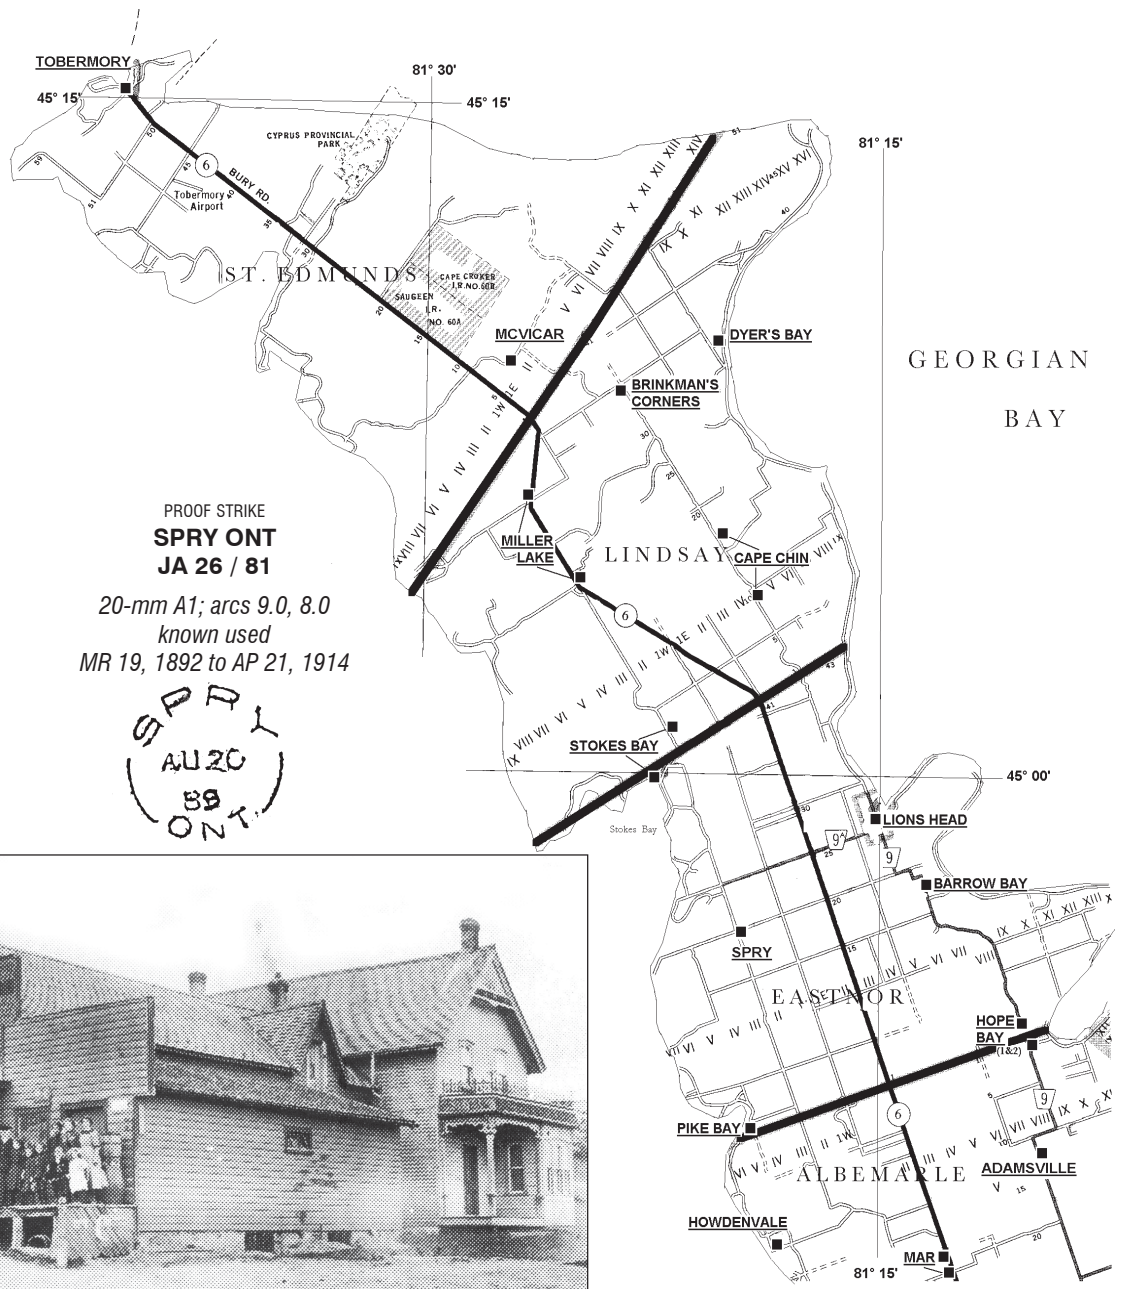 TOBERMORY
81° 30'
45° 15'
45° 15'
81° 15'
CYPRUS PROVINCIAL
PARK
6
BURY RD.
Tobermory
Airport
ST. EDMUNDS
CAPE CROKER
I.R. NO. 60B
SAUGEEN
I.R.
NO. 60A
MCVICAR
DYER'S BAY
BRINKMAN'S
CORNERS
GEORGIAN
BAY
PROOF STRIKE
SPRY ONT
JA 26 / 81
20-mm A1; arcs 9.0, 8.0
known used
MR 19, 1892 to AP 21, 1914
SPRY
AU 20
89
ONT.
MILLER
LAKE
LINDSAY
CAPE CHIN
6
STOKES BAY
45° 00'
Stokes Bay
LIONS HEAD
9A
9
BARROW BAY
SPRY
EASTNOR
HOPE
BAY
(1&2)
9
6
PIKE BAY
ALBEMARLE
ADAMSVILLE
HOWDENVALE
MAR
81° 15'